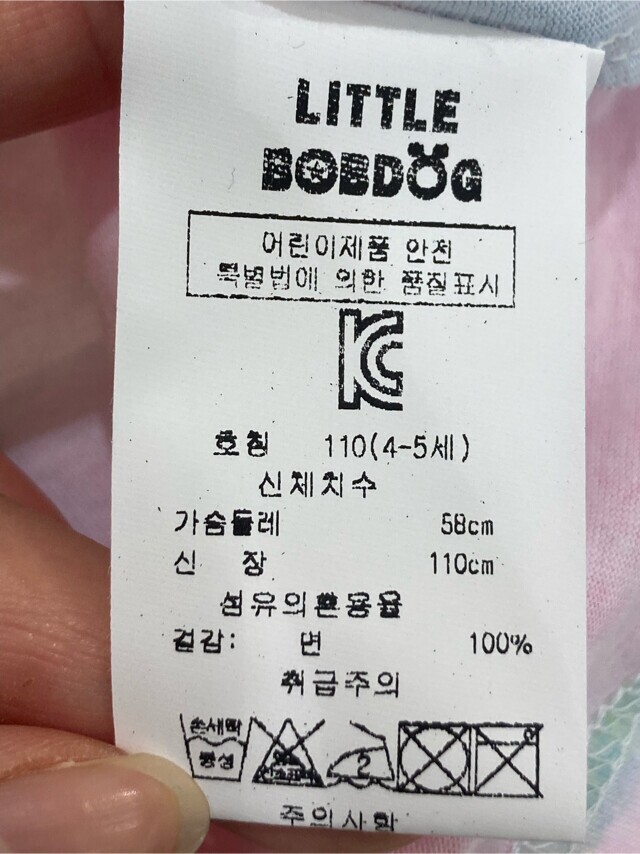 LITTLE
BOBDOG
어린이제품 안전
특별법에 의한 품질표시
KC
호칭 110(4-5세)
신체치수
가슴둘레 58cm
신 장 110cm
섬유의혼용율
겉감: 면 100%
취급주의
손세탁
중성
2
주의사항